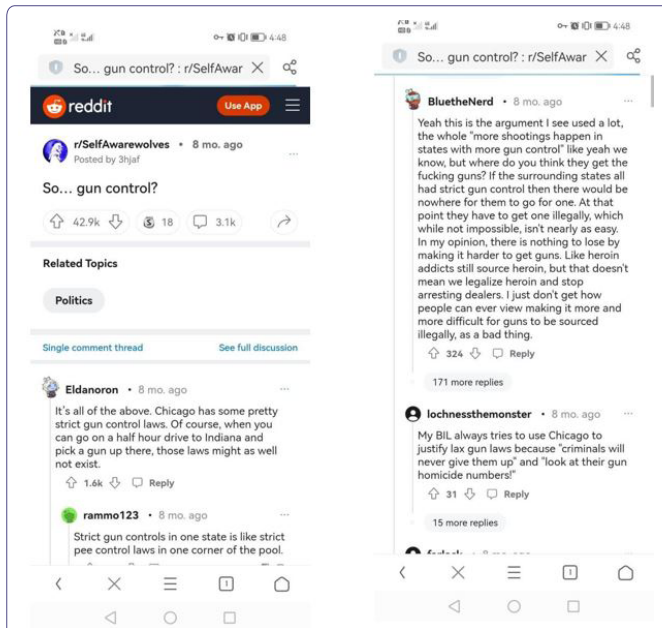 4:48
So... gun control? : r/SelfAwar
reddit
Use App
r/SelfAwarewolves • 8 mo. ago
Posted by 3hjaf
So... gun control?
42.9k 18 3.1k
Related Topics
Politics
Single comment thread See full discussion
Eldanoron • 8 mo. ago
It's all of the above. Chicago has some pretty
strict gun control laws. Of course, when you
can go on a half hour drive to Indiana and
pick a gun up there, those laws might as well
not exist.
1.6k Reply
rammo123 • 8 mo. ago
Strict gun controls in one state is like strict
pee control laws in one corner of the pool.
1
4:48
So... gun control? : r/SelfAwar
BluetheNerd • 8 mo. ago
Yeah this is the argument I see used a lot,
the whole "more shootings happen in
states with more gun control" like yeah we
know, but where do you think they get the
fucking guns? If the surrounding states all
had strict gun control then there would be
nowhere for them to go for one. At that
point they have to get one illegally, which
while not impossible, isn't nearly as easy.
In my opinion, there is nothing to lose by
making it harder to get guns. Like heroin
addicts still source heroin, but that doesn't
mean we legalize heroin and stop
arresting dealers. I just don't get how
people can ever view making it more and
more difficult for guns to be sourced
illegally, as a bad thing.
324 Reply
171 more replies
lochnessthemonster • 8 mo. ago
My BIL always tries to use Chicago to
justify lax gun laws because "criminals will
never give them up" and "look at their gun
homicide numbers!"
31 Reply
15 more replies
1